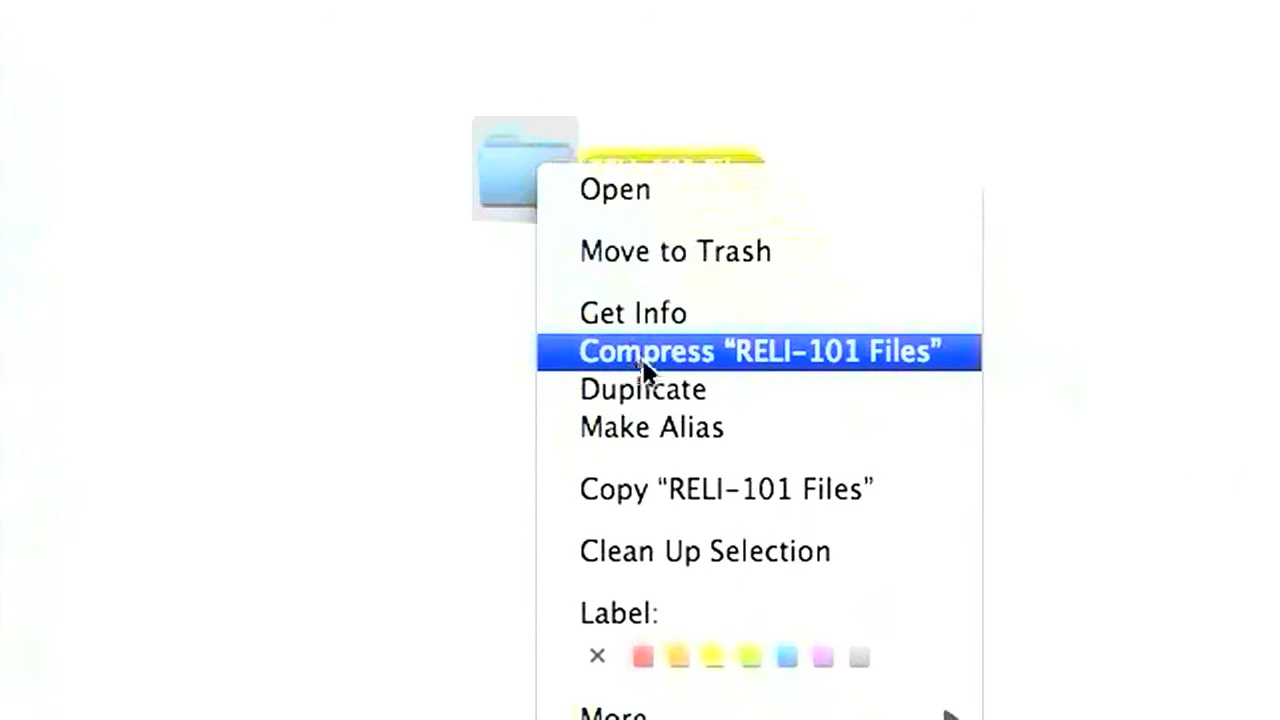 Open
Move to Trash
Get Info
Compress “RELI-101 Files”
Duplicate
Make Alias
Copy “RELI-101 Files”
Clean Up Selection
Label:
More